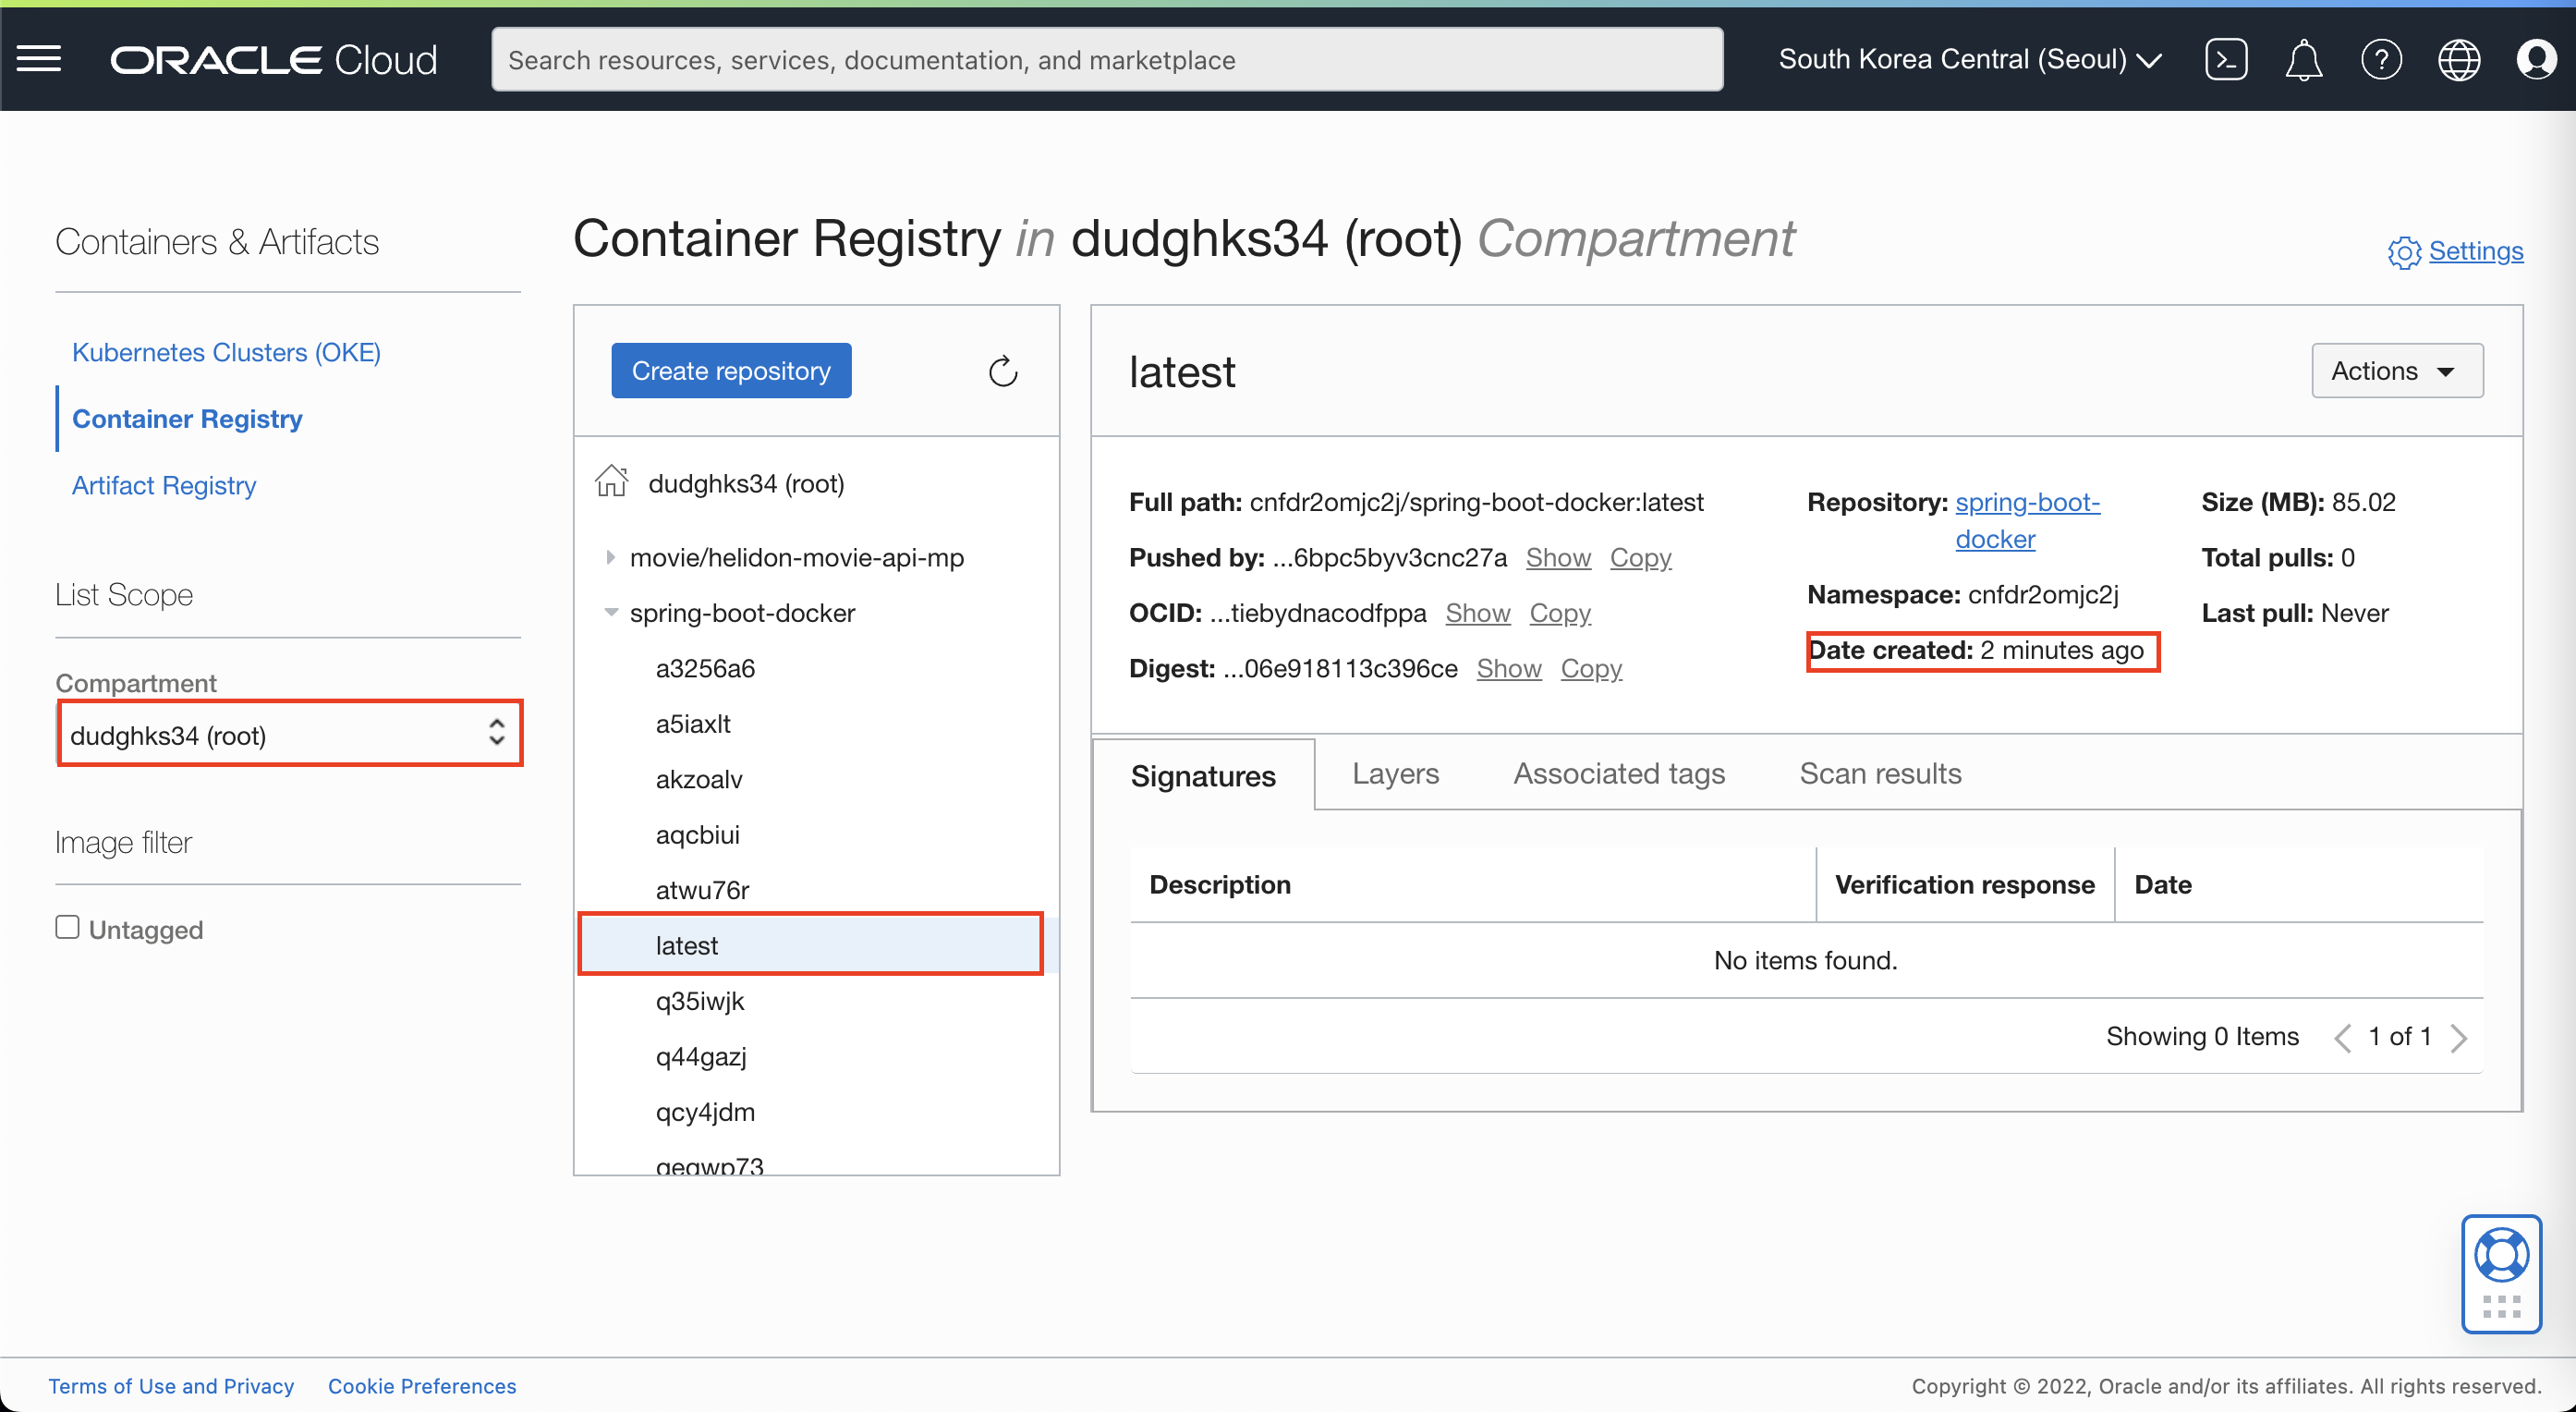 ORACLE Cloud
Search resources, services, documentation, and marketplace
South Korea Central (Seoul)
Containers & Artifacts
Kubernetes Clusters (OKE)
Container Registry
Artifact Registry
List Scope
Compartment
dudghks34 (root)
Image filter
Untagged
Container Registry in dudghks34 (root) Compartment
Settings
Create repository
dudghks34 (root)
movie/helidon-movie-api-mp
spring-boot-docker
a3256a6
a5iaxlt
akzoalv
aqcbiui
atwu76r
latest
q35iwjk
q44gazj
qcy4jdm
qeqwp73
latest
Actions
Full path: cnfdr2omjc2j/spring-boot-docker:latest
Pushed by: ...6bpc5byv3cnc27a Show Copy
OCID: ...tiebydnacodfppa Show Copy
Digest: ...06e918113c396ce Show Copy
Repository: spring-boot-
docker
Namespace: cnfdr2omjc2j
Date created: 2 minutes ago
Size (MB): 85.02
Total pulls: 0
Last pull: Never
Signatures
Layers
Associated tags
Scan results
Description
Verification response
Date
No items found.
Showing 0 Items
1 of 1
Terms of Use and Privacy
Cookie Preferences
Copyright © 2022, Oracle and/or its affiliates. All rights reserved.